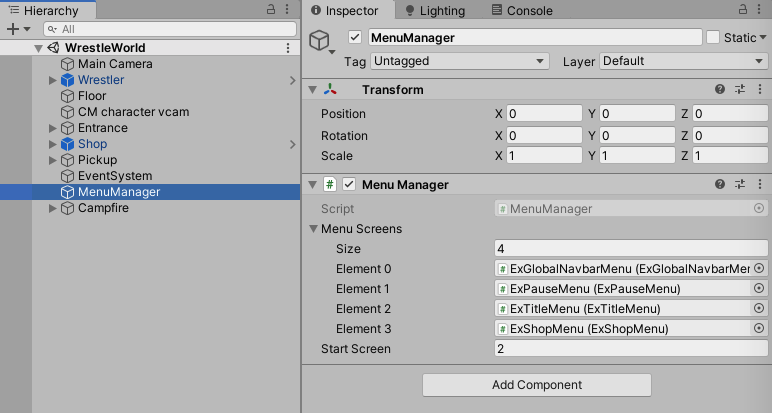 Hierarchy
All
WrestleWorld
Main Camera
Wrestler
Floor
CM character vcam
Entrance
Shop
Pickup
EventSystem
MenuManager
Campfire
Inspector Lighting Console
MenuManager Static
Tag Untagged Layer Default
Transform
Position X 0 Y 0 Z 0
Rotation X 0 Y 0 Z 0
Scale X 1 Y 1 Z 1
# Menu Manager
Script # MenuManager
Menu Screens
Size 4
Element 0 # ExGlobalNavbarMenu (ExGlobalNavbarMer
Element 1 # ExPauseMenu (ExPauseMenu)
Element 2 # ExTitleMenu (ExTitleMenu)
Element 3 # ExShopMenu (ExShopMenu)
Start Screen 2
Add Component